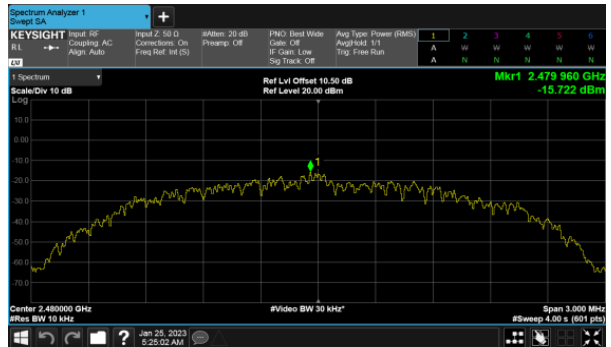 Spectrum Analyzer 1
Swept SA
+
KEYSIGHT
RL
Input: RF
Coupling: AC
Align: Auto
Input Z: 50 Ω
Corrections: On
Freq Ref: Int (S)
#Atten: 20 dB
Preamp: Off
PNO: Best Wide
Gate: Off
IF Gain: Low
Sig Track: Off
Avg Type: Power (RMS)
Avg|Hold: 1/1
Trig: Free Run
1 2 3 4 5 6
A W W W W W
A N N N N N
LW
1 Spectrum
Scale/Div 10 dB
Ref Lvl Offset 10.50 dB
Ref Level 20.00 dBm
Mkr1 2.479 960 GHz
-15.722 dBm
Log
10.0
0.00
-10.0
-20.0
-30.0
-40.0
-50.0
-60.0
-70.0
1
Center 2.480000 GHz
#Res BW 10 kHz
#Video BW 30 kHz*
Span 3.000 MHz
#Sweep 4.00 s (601 pts)
?
Jan 25, 2023
5:25:02 AM